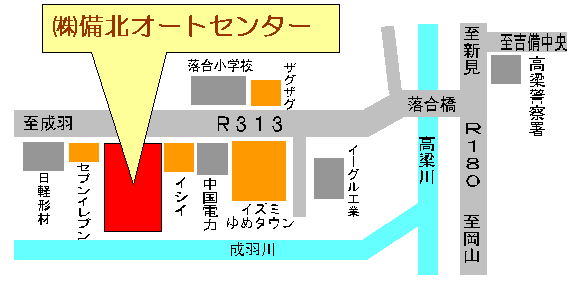 ㈱備北オートセンター
至新見
至吉備中央
ザグザグ
落合小学校
高梁警察署
落合橋
至成羽
R313
R180
高梁川
イーグル工業
日軽形材
セブンイレブン
イシイ
中国電力
イズミ
ゆめタウン
至岡山
成羽川